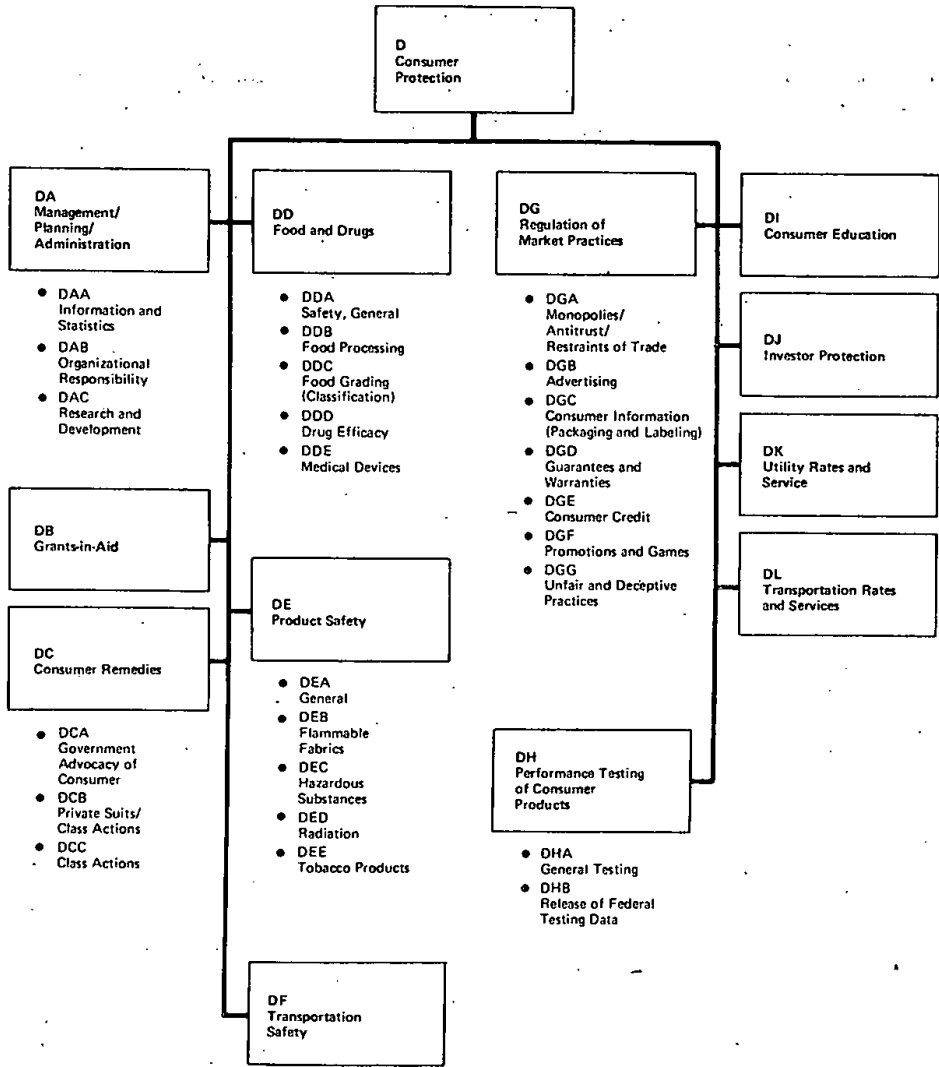 D
Consumer
Protection
DA
Management/
Planning/
Administration
• DAA
Information and
Statistics
• DAB
Organizational
Responsibility
• DAC
Research and
Development
DB
Grants-in-Aid
DC
Consumer Remedies
• DCA
Government
Advocacy of
Consumer
• DCB
Private Suits/
Class Actions
• DCC
Class Actions
DD
Food and Drugs
• DDA
Safety, General
• DDB
Food Processing
• DDC
Food Grading
(Classification)
• DDD
Drug Efficacy
• DDE
Medical Devices
DE
Product Safety
• DEA
General
• DEB
Flammable
Fabrics
• DEC
Hazardous
Substances
• DED
Radiation
• DEE
Tobacco Products
DF
Transportation
Safety
DG
Regulation of
Market Practices
• DGA
Monopolies/
Antitrust/
Restraints of Trade
• DGB
Advertising
• DGC
Consumer Information
(Packaging and Labeling)
• DGD
Guarantees and
Warranties
• DGE
Consumer Credit
• DGF
Promotions and Games
• DGG
Unfair and Deceptive
Practices
DH
Performance Testing
of Consumer
Products
• DHA
General Testing
• DHB
Release of Federal
Testing Data
DI
Consumer Education
DJ
Investor Protection
DK
Utility Rates and
Service
DL
Transportation Rates
and Services